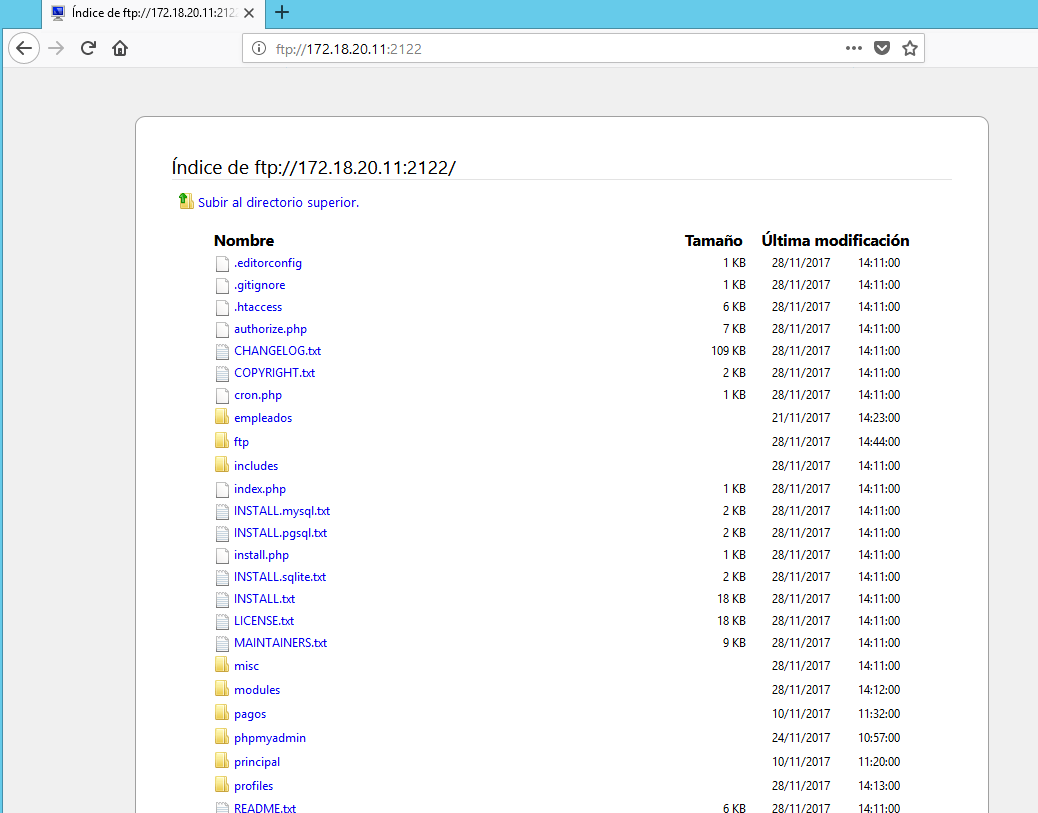 Índice de ftp://172.18.20.11:2122
ftp://172.18.20.11:2122
Índice de ftp://172.18.20.11:2122/
Subir al directorio superior.
Nombre Tamaño Última modificación
.editorconfig 1 KB 28/11/2017 14:11:00
.gitignore 1 KB 28/11/2017 14:11:00
.htaccess 6 KB 28/11/2017 14:11:00
authorize.php 7 KB 28/11/2017 14:11:00
CHANGELOG.txt 109 KB 28/11/2017 14:11:00
COPYRIGHT.txt 2 KB 28/11/2017 14:11:00
cron.php 1 KB 28/11/2017 14:11:00
empleados 21/11/2017 14:23:00
ftp 28/11/2017 14:44:00
includes 28/11/2017 14:11:00
index.php 1 KB 28/11/2017 14:11:00
INSTALL.mysql.txt 2 KB 28/11/2017 14:11:00
INSTALL.pgsql.txt 2 KB 28/11/2017 14:11:00
install.php 1 KB 28/11/2017 14:11:00
INSTALL.sqlite.txt 2 KB 28/11/2017 14:11:00
INSTALL.txt 18 KB 28/11/2017 14:11:00
LICENSE.txt 18 KB 28/11/2017 14:11:00
MAINTAINERS.txt 9 KB 28/11/2017 14:11:00
misc 28/11/2017 14:11:00
modules 28/11/2017 14:12:00
pagos 10/11/2017 11:32:00
phpmyadmin 24/11/2017 10:57:00
principal 10/11/2017 11:20:00
profiles 28/11/2017 14:13:00
README.txt 6 KB 28/11/2017 14:11:00